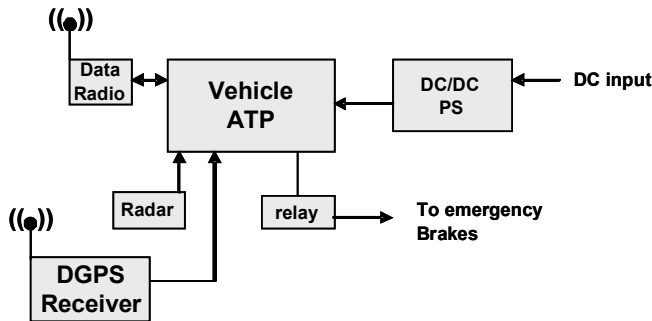 ((•))
Data
Radio
Vehicle
ATP
DC/DC
PS
DC input
Radar
relay
To emergency
Brakes
((•))
DGPS
Receiver